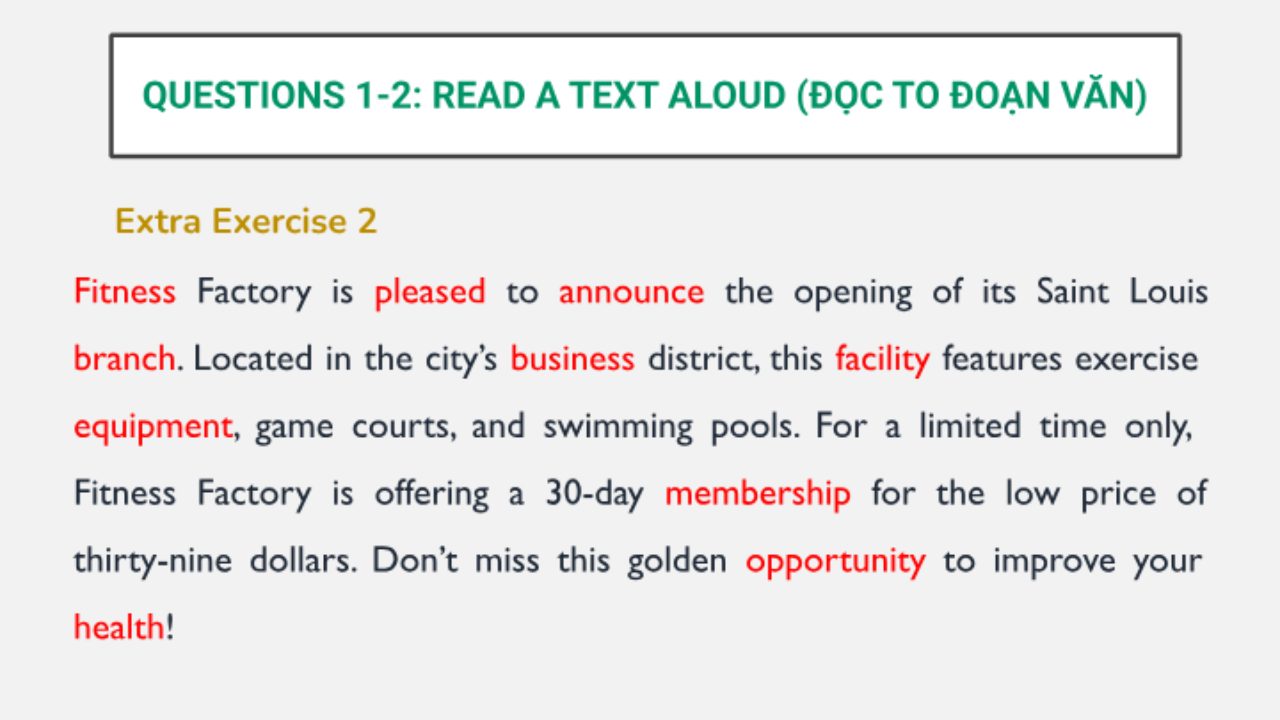 QUESTIONS 1-2: READ A TEXT ALOUD (ĐỌC TO ĐOẠN VĂN)
Extra Exercise 2
Fitness Factory is pleased to announce the opening of its Saint Louis
branch. Located in the city’s business district, this facility features exercise
equipment, game courts, and swimming pools. For a limited time only,
Fitness Factory is offering a 30-day membership for the low price of
thirty-nine dollars. Don’t miss this golden opportunity to improve your
health!